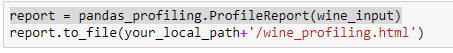 report = pandas_profiling.ProfileReport(wine_input)
report.to_file(your_local_path+'/wine_profiling.html')